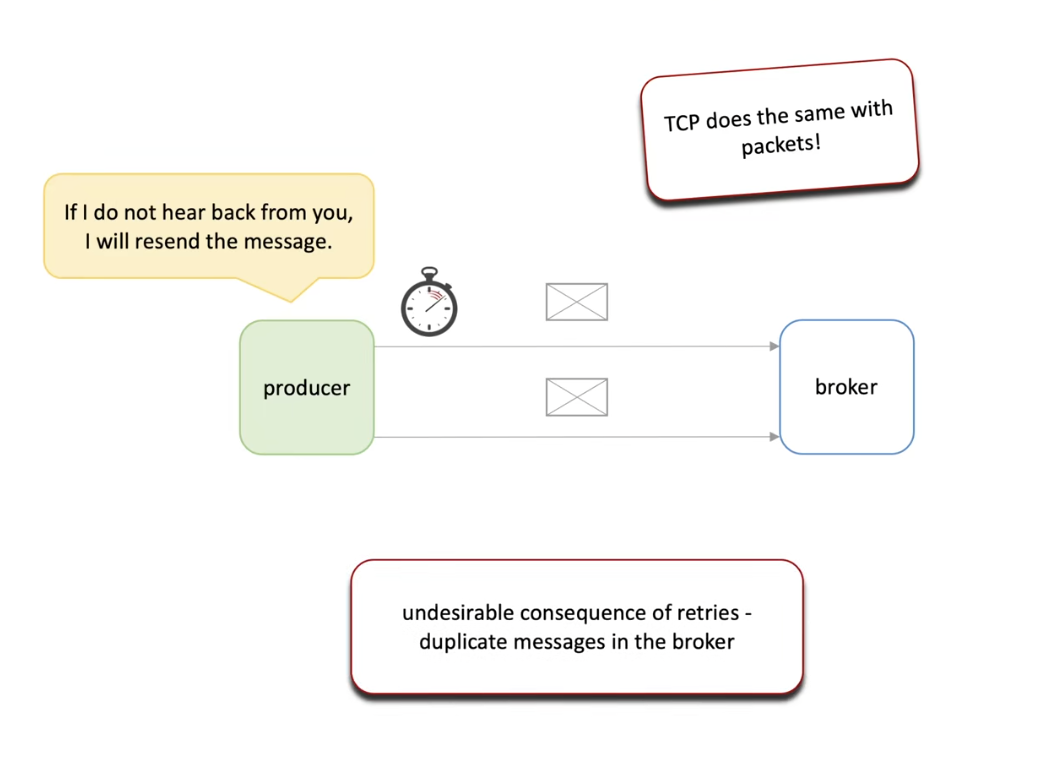 TCP does the same with
packets!
If I do not hear back from you,
I will resend the message.
producer
broker
undesirable consequence of retries -
duplicate messages in the broker